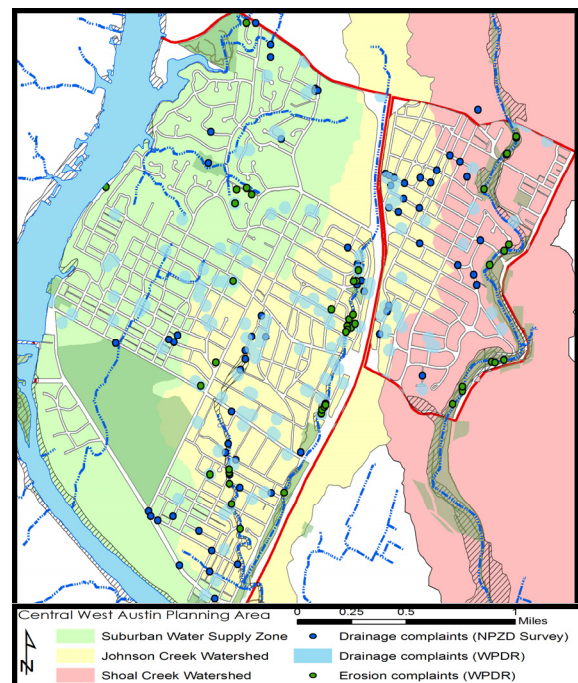 Central West Austin Planning Area
0 0.25 0.5 1
Miles
N
Suburban Water Supply Zone
Johnson Creek Watershed
Shoal Creek Watershed
Drainage complaints (NPZD Survey)
Drainage complaints (WPDR)
Erosion complaints (WPDR)